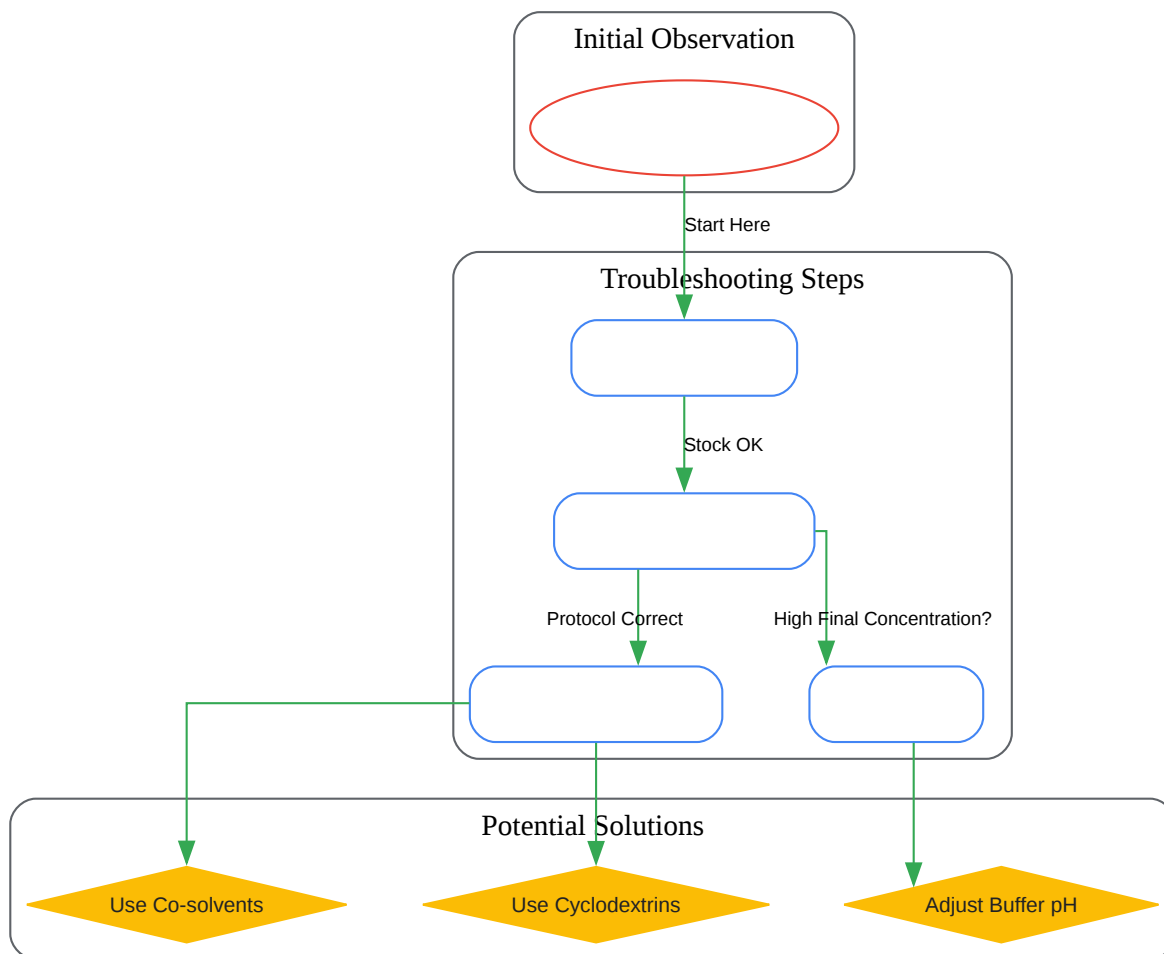 Initial Observation
Start Here
Troubleshooting Steps
Stock OK
Protocol Correct
High Final Concentration?
Potential Solutions
Use Co-solvents
Use Cyclodextrins
Adjust Buffer pH